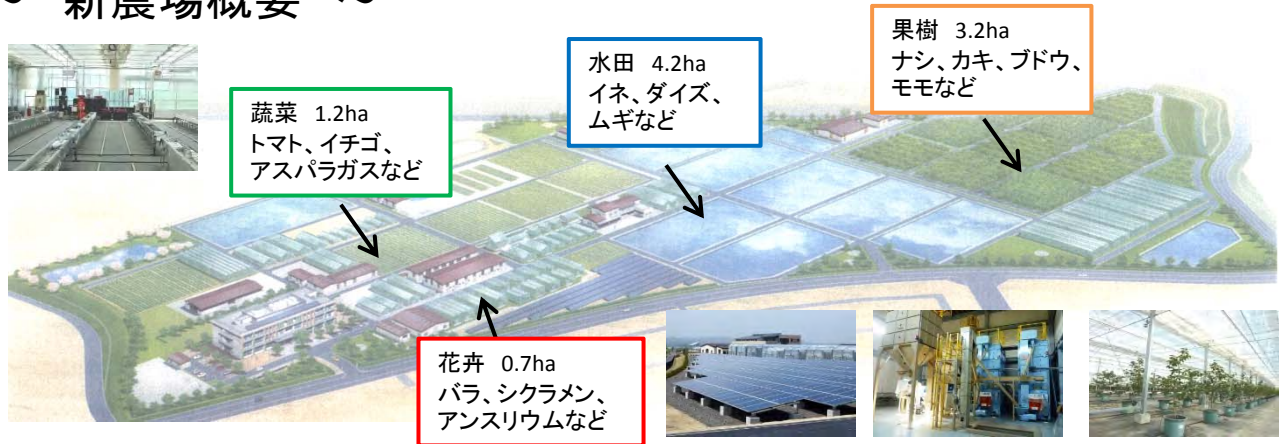 新農場概要
蔬菜 1.2ha
トマト、イチゴ、
アスパラガスなど
水田 4.2ha
イネ、ダイズ、
ムギなど
果樹 3.2ha
ナシ、カキ、ブドウ、
モモなど
花卉 0.7ha
バラ、シクラメン、
アンスリウムなど